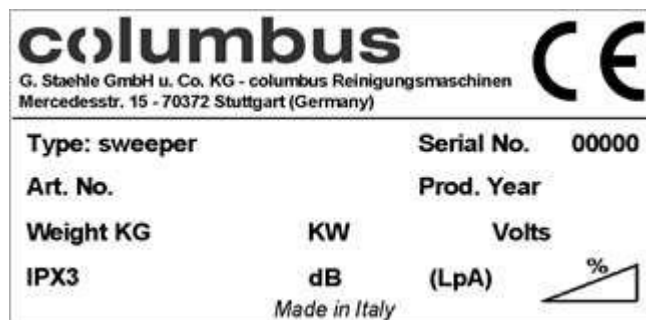 columbus CE
G. Staehle GmbH u. Co. KG - columbus Reinigungsmaschinen
Mercedesstr. 15 - 70372 Stuttgart (Germany)
Type: sweeper Serial No. 00000
Art. No. Prod. Year
Weight KG KW Volts
IPX3 dB (LpA) %
Made in Italy